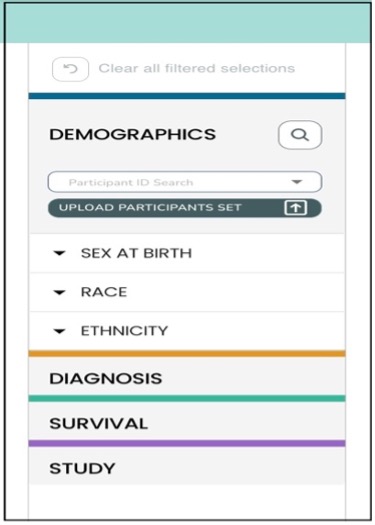 Clear all filtered selections
DEMOGRAPHICS
Participant ID Search
UPLOAD PARTICIPANTS SET
SEX AT BIRTH
RACE
ETHNICITY
DIAGNOSIS
SURVIVAL
STUDY